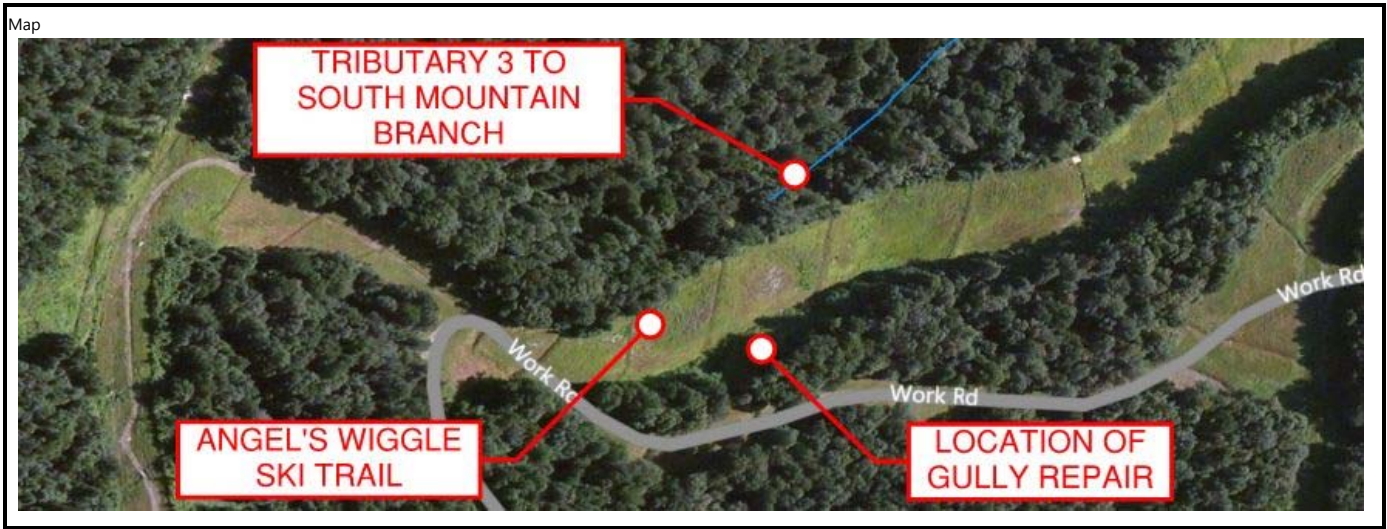 Map
TRIBUTARY 3 TO
SOUTH MOUNTAIN
BRANCH
Work Rd
Work Rd
Work Rd
ANGEL'S WIGGLE
SKI TRAIL
LOCATION OF
GULLY REPAIR